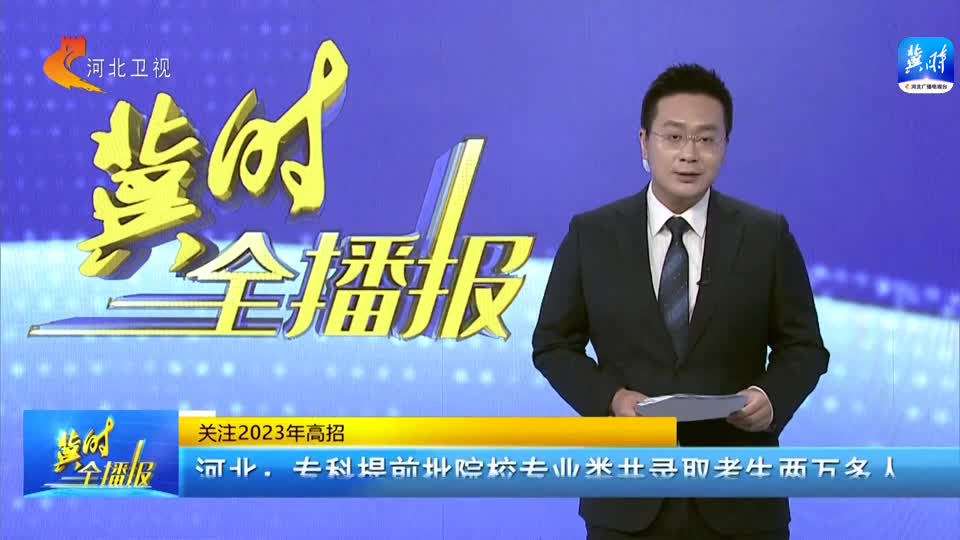 河北卫视
冀时
河北广播电视台
冀时
全播报
关注2023年高招
冀时
全播报
河北：专科提前批院校专业类共录取考生两万多人